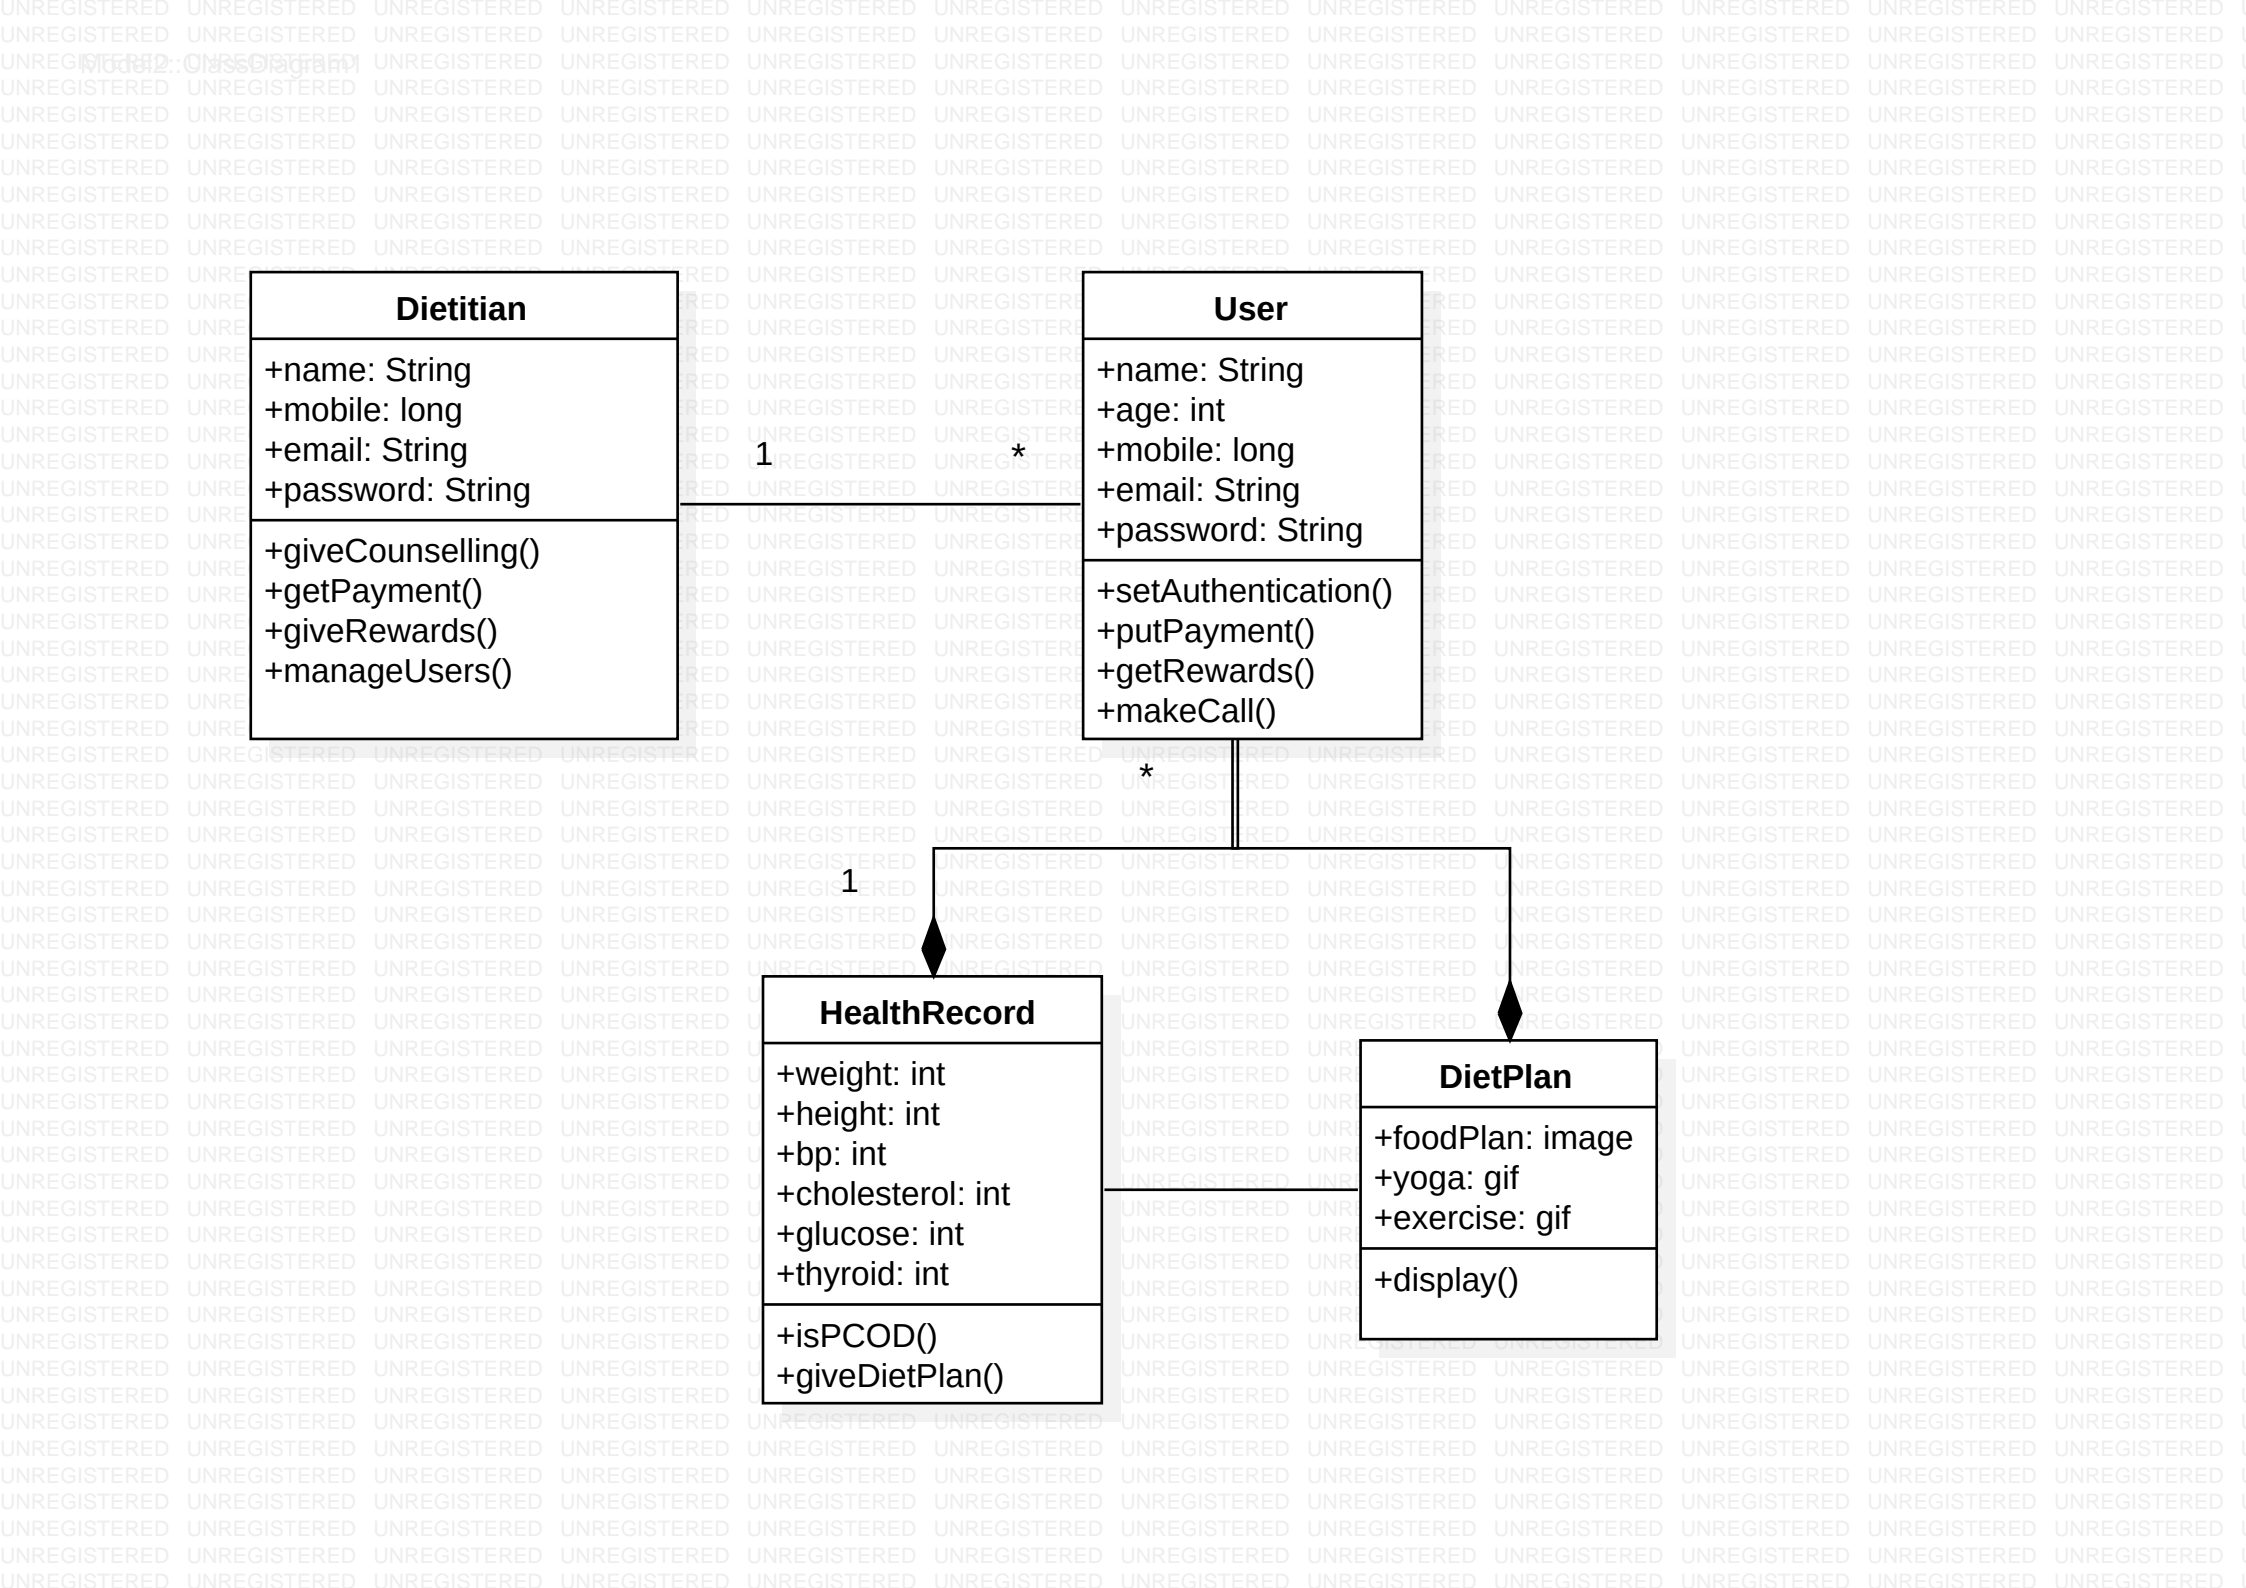 Model2::ClassDiagram1
Dietitian
+name: String
+mobile: long
+email: String
+password: String
+giveCounselling()
+getPayment()
+giveRewards()
+manageUsers()
1
*
User
+name: String
+age: int
+mobile: long
+email: String
+password: String
+setAuthentication()
+putPayment()
+getRewards()
+makeCall()
*
1
HealthRecord
+weight: int
+height: int
+bp: int
+cholesterol: int
+glucose: int
+thyroid: int
+isPCOD()
+giveDietPlan()
DietPlan
+foodPlan: image
+yoga: gif
+exercise: gif
+display()
UNREGISTERED